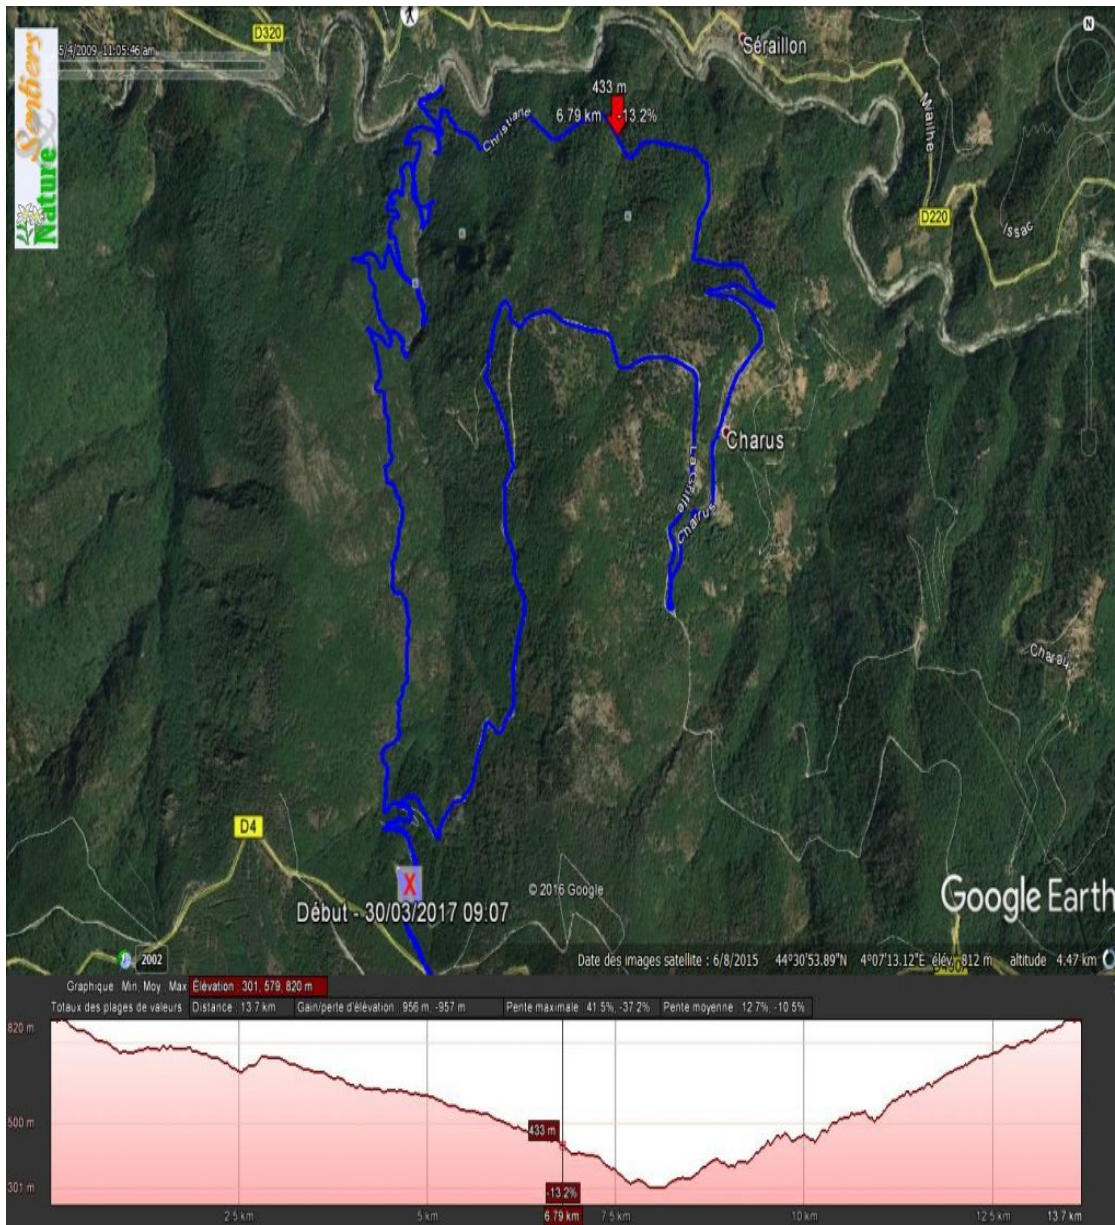 Sentiers
&
Nature
5/4/2009 11:05:46 am
D320
N
Séraillon
433 m
6.79 km -13.2%
Christiane
Mailhe
D220
Issac
Charus
Charrus
D4
X
© 2016 Google
Google Earth
Début - 30/03/2017 09:07
2002
Date des images satellite : 6/8/2015 44°30'53.89"N 4°07'13.12"E élév. 812 m altitude 4.47 km
Graphique : Min, Moy., Max. Élévation : 301, 579, 820 m
Totaux des plages de valeurs : Distance : 13.7 km Gain/perte d'élévation : 956 m, -957 m Pente maximale : 41.5%, -37.2% Pente moyenne : 12.7%, -10.5%
820 m
500 m
433 m
301 m
-13.2%
2.5 km 5 km 6.79 km 7.5 km 10 km 12.5 km 13.7 km